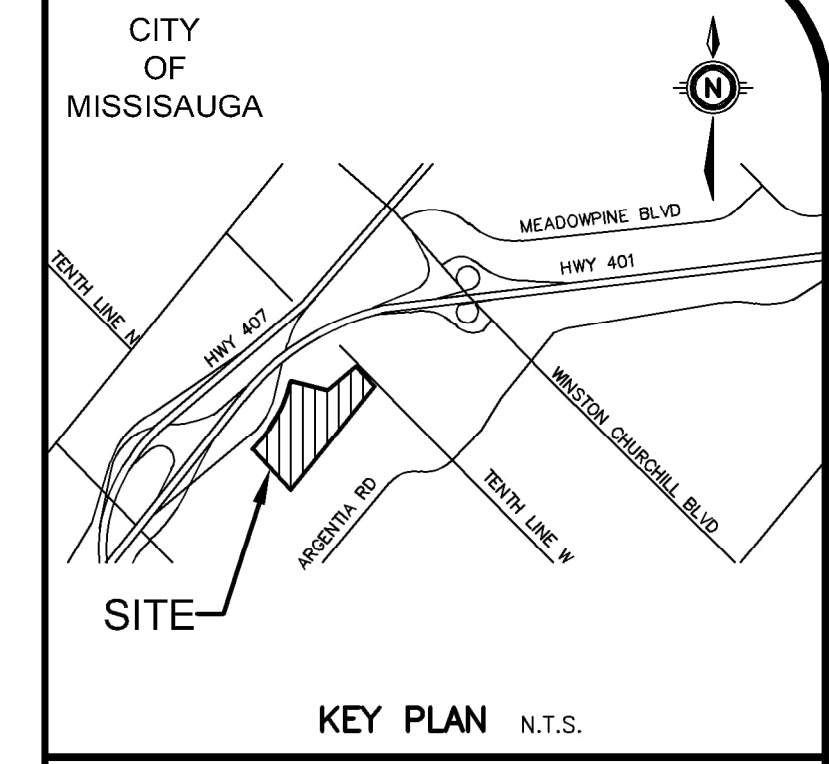 CITY
OF
MISSISAUGA
N
MEADOWPINE BLVD
HWY 401
TENTH LINE N
HWY 407
WINSTON CHURCHILL BLVD
ARGENTIA RD
TENTH LINE W
SITE
KEY PLAN N.T.S.